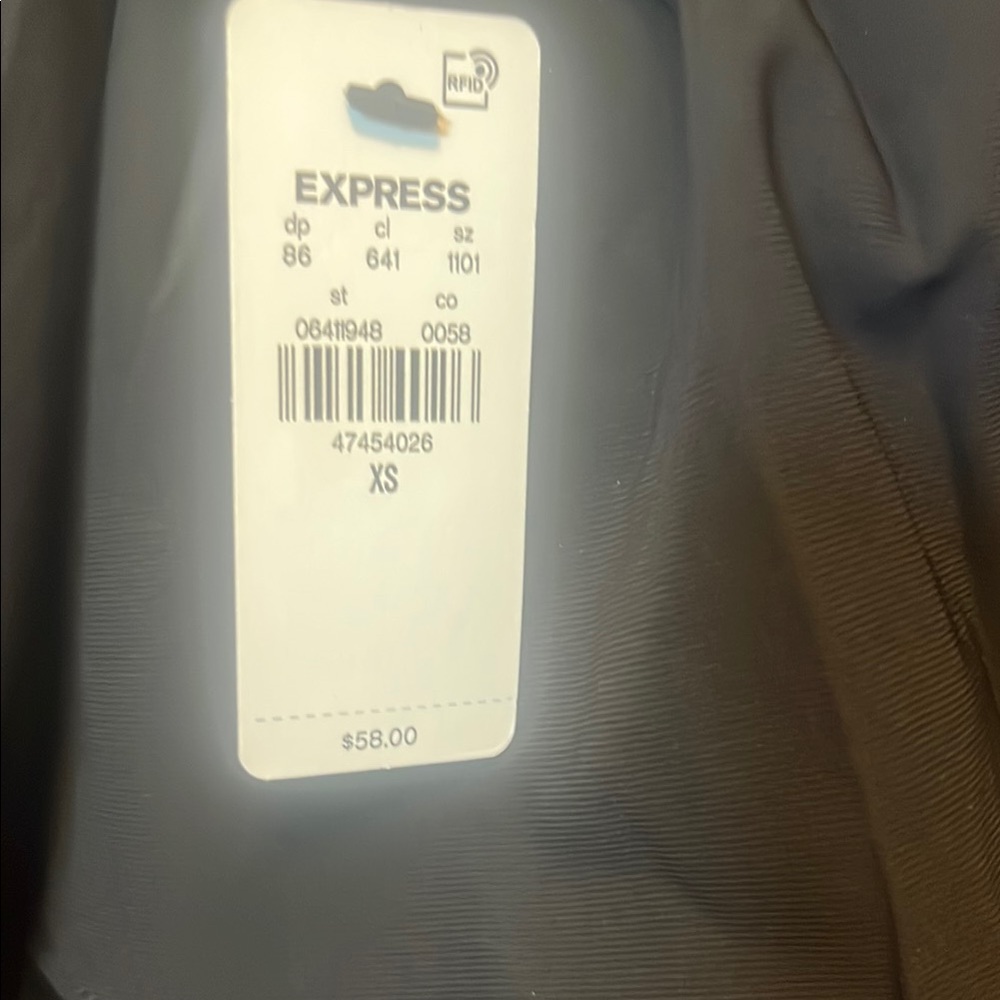 RFID
EXPRESS
dp cl sz
86 641 1101
st co
06411948 0058
47454026
XS
$58.00